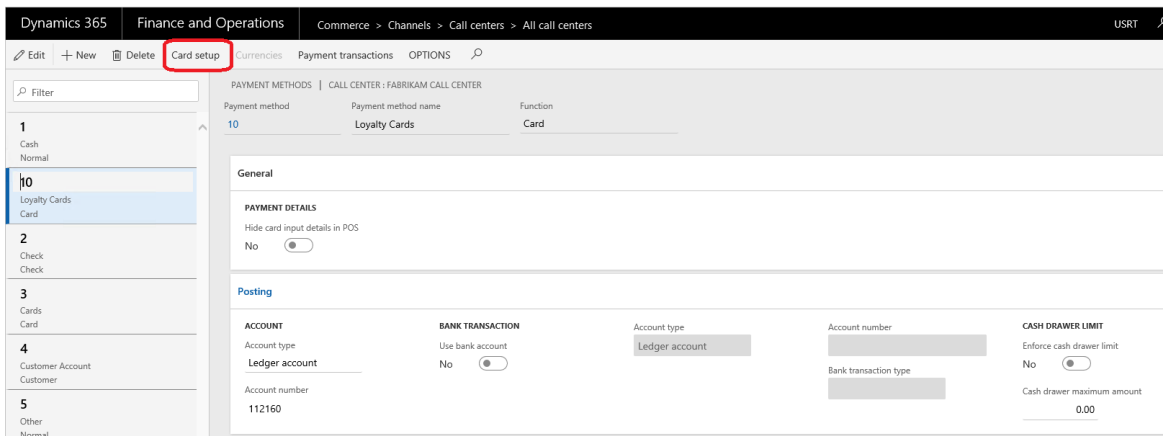 Dynamics 365 Finance and Operations Commerce > Channels > Call centers > All call centers USRT
Edit New Delete Card setup Currencies Payment transactions OPTIONS
Filter
1
Cash
Normal
10
Loyalty Cards
Card
2
Check
Check
3
Cards
Card
4
Customer Account
Customer
5
Other
Normal
PAYMENT METHODS | CALL CENTER : FABRIKAM CALL CENTER
Payment method Payment method name Function
10 Loyalty Cards Card
General
PAYMENT DETAILS
Hide card input details in POS
No
Posting
ACCOUNT
Account type
Ledger account
Account number
112160
BANK TRANSACTION
Use bank account
No
Account type
Ledger account
Account number
Bank transaction type
CASH DRAWER LIMIT
Enforce cash drawer limit
No
Cash drawer maximum amount
0.00